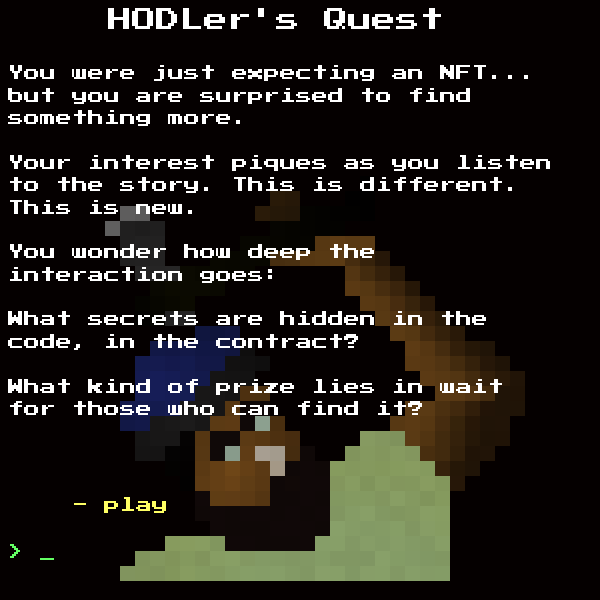 HODLer's Quest
You were just expecting an NFT...
but you are surprised to find
something more.
Your interest piques as you listen
to the story. This is different.
This is new.
You wonder how deep the
interaction goes:
What secrets are hidden in the
code, in the contract?
What kind of prize lies in wait
for those who can find it?
- play
> _